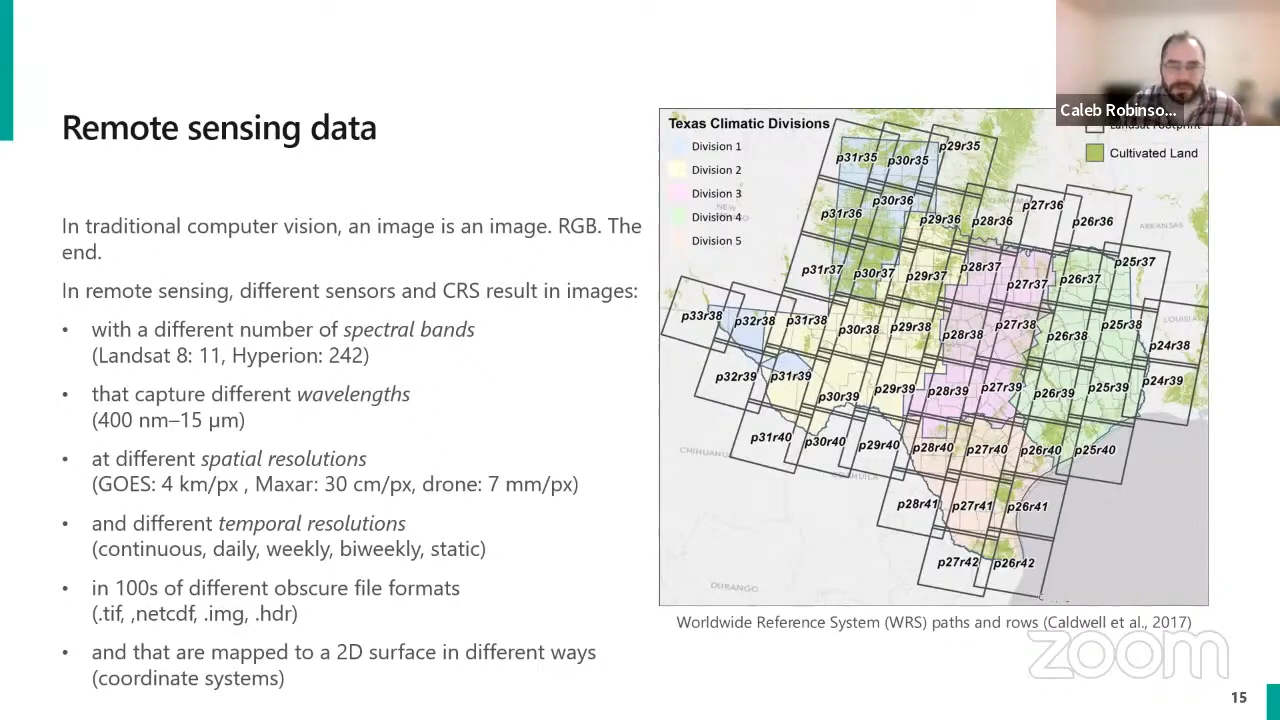 Remote sensing data
In traditional computer vision, an image is an image. RGB. The
end.
In remote sensing, different sensors and CRS result in images:
• with a different number of spectral bands
(Landsat 8: 11, Hyperion: 242)
• that capture different wavelengths
(400 nm–15 μm)
• at different spatial resolutions
(GOES: 4 km/px , Maxar: 30 cm/px, drone: 7 mm/px)
• and different temporal resolutions
(continuous, daily, weekly, biweekly, static)
• in 100s of different obscure file formats
(.tif, ,netcdf, .img, .hdr)
• and that are mapped to a 2D surface in different ways
(coordinate systems)
Caleb Robinso...
Texas Climatic Divisions
Division 1
Division 2
Division 3
Division 4
Division 5
Landsat Footprint
Cultivated Land
p31r35 p30r35 p29r35
p31r36 p30r36 p29r36 p28r36 p27r36 p26r36
ARKANSAS
p31r37 p30r37 p29r37 p28r37 p27r37 p26r37 p25r37
p33r38 p32r38 p31r38 p30r38 p29r38 p28r38 p27r38 p26r38 p25r38 p24r38
p32r39 p31r39 p30r39 p29r39 p28r39 p27r39 p26r39 p25r39 p24r39
p31r40 p30r40 p29r40 p28r40 p27r40 p26r40 p25r40
p28r41 p27r41 p26r41
p27r42 p26r42
DURANGO
Worldwide Reference System (WRS) paths and rows (Caldwell et al., 2017)
zoom
15